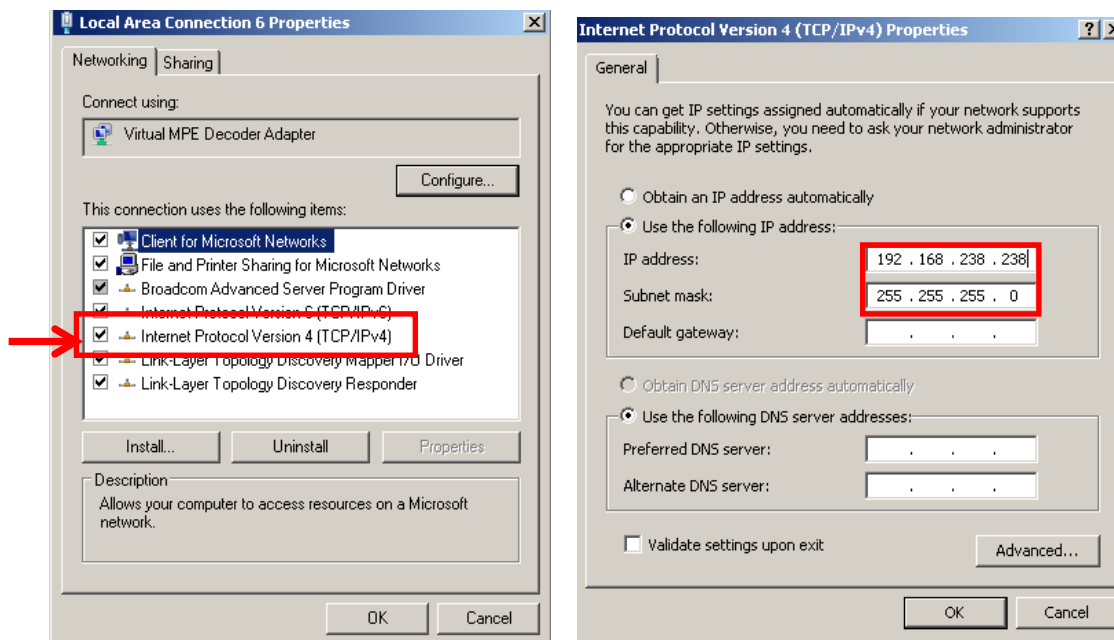 Local Area Connection 6 Properties
Networking
Sharing
Connect using:
Virtual MPE Decoder Adapter
Configure...
This connection uses the following items:
Client for Microsoft Networks
File and Printer Sharing for Microsoft Networks
Broadcom Advanced Server Program Driver
Internet Protocol Version 6 (TCP/IPv6)
Internet Protocol Version 4 (TCP/IPv4)
Link-Layer Topology Discovery Mapper I/O Driver
Link-Layer Topology Discovery Responder
Install...
Uninstall
Properties
Description
Allows your computer to access resources on a Microsoft
network.
OK
Cancel
Internet Protocol Version 4 (TCP/IPv4) Properties
General
You can get IP settings assigned automatically if your network supports
this capability. Otherwise, you need to ask your network administrator
for the appropriate IP settings.
Obtain an IP address automatically
Use the following IP address:
IP address: 192 . 168 . 238 . 238
Subnet mask: 255 . 255 . 255 . 0
Default gateway: . . .
Obtain DNS server address automatically
Use the following DNS server addresses:
Preferred DNS server: . . .
Alternate DNS server: . . .
Validate settings upon exit
Advanced...
OK
Cancel